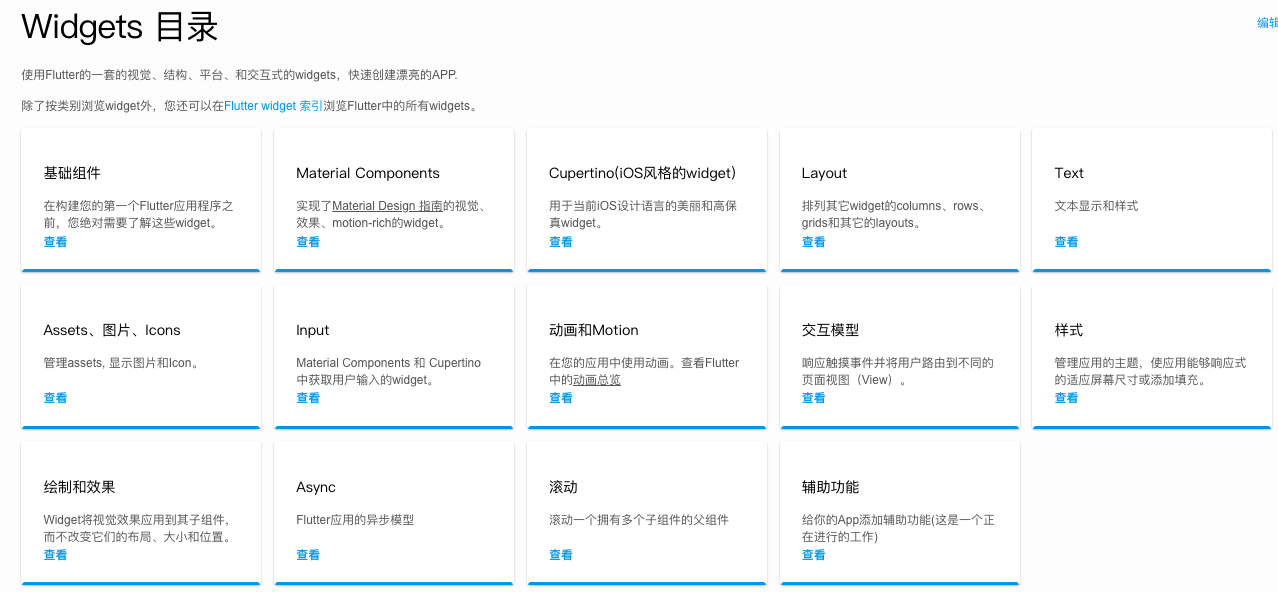 Widgets 目录
编辑
使用Flutter的一套的视觉、结构、平台、和交互式的widgets，快速创建漂亮的APP.
除了按类别浏览widget外，您还可以在Flutter widget 索引浏览Flutter中的所有widgets。
基础组件
在构建您的第一个Flutter应用程序之
前，您绝对需要了解这些widget。
查看
Material Components
实现了Material Design 指南的视觉、
效果、motion-rich的widget。
查看
Cupertino(iOS风格的widget)
用于当前iOS设计语言的美丽和高保
真widget。
查看
Layout
排列其它widget的columns、rows、
grids和其它的layouts。
查看
Text
文本显示和样式
查看
Assets、图片、Icons
管理assets, 显示图片和Icon。
查看
Input
Material Components 和 Cupertino
中获取用户输入的widget。
查看
动画和Motion
在您的应用中使用动画。查看Flutter
中的动画总览
查看
交互模型
响应触摸事件并将用户路由到不同的
页面视图（View）。
查看
样式
管理应用的主题，使应用能够响应式
的适应屏幕尺寸或添加填充。
查看
绘制和效果
Widget将视觉效果应用到其子组件，
而不改变它们的布局、大小和位置。
查看
Async
Flutter应用的异步模型
查看
滚动
滚动一个拥有多个子组件的父组件
查看
辅助功能
给你的App添加辅助功能(这是一个正
在进行的工作)
查看